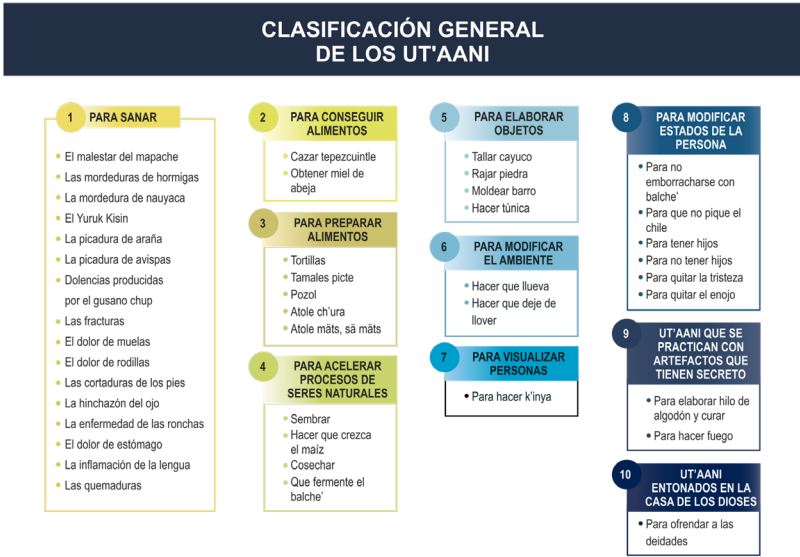 CLASIFICACIÓN GENERAL
DE LOS UT'AANI
1 PARA SANAR
• El malestar del mapache
• Las mordeduras de hormigas
• La mordedura de nauyaca
• El Yuruk Kisin
• La picadura de araña
• La picadura de avispas
• Dolencias producidas
por el gusano chup
• Las fracturas
• El dolor de muelas
• El dolor de rodillas
• Las cortaduras de los pies
• La hinchazón del ojo
• La enfermedad de las ronchas
• El dolor de estómago
• La inflamación de la lengua
• Las quemaduras
2 PARA CONSEGUIR
ALIMENTOS
• Cazar tepezcuintle
• Obtener miel de
abeja
3 PARA PREPARAR
ALIMENTOS
• Tortillas
• Tamales picte
• Pozol
• Atole ch'ura
• Atole mäts, sä mäts
4 PARA ACELERAR
PROCESOS DE
SERES NATURALES
• Sembrar
• Hacer que crezca
el maíz
• Cosechar
• Que fermente el
balche'
5 PARA ELABORAR
OBJETOS
• Tallar cayuco
• Rajar piedra
• Moldear barro
• Hacer túnica
6 PARA MODIFICAR
EL AMBIENTE
• Hacer que llueva
• Hacer que deje de
llover
7 PARA VISUALIZAR
PERSONAS
• Para hacer k'inya
8 PARA MODIFICAR
ESTADOS DE LA
PERSONA
• Para no
emborracharse con
balche'
• Para que no pique el
chile
• Para tener hijos
• Para no tener hijos
• Para quitar la tristeza
• Para quitar el enojo
9 UT'AANI QUE SE
PRACTICAN CON
ARTEFACTOS QUE
TIENEN SECRETO
• Para elaborar hilo de
algodón y curar
• Para hacer fuego
10 UT'AANI
ENTONADOS EN LA
CASA DE LOS DIOSES
• Para ofrendar a las
deidades